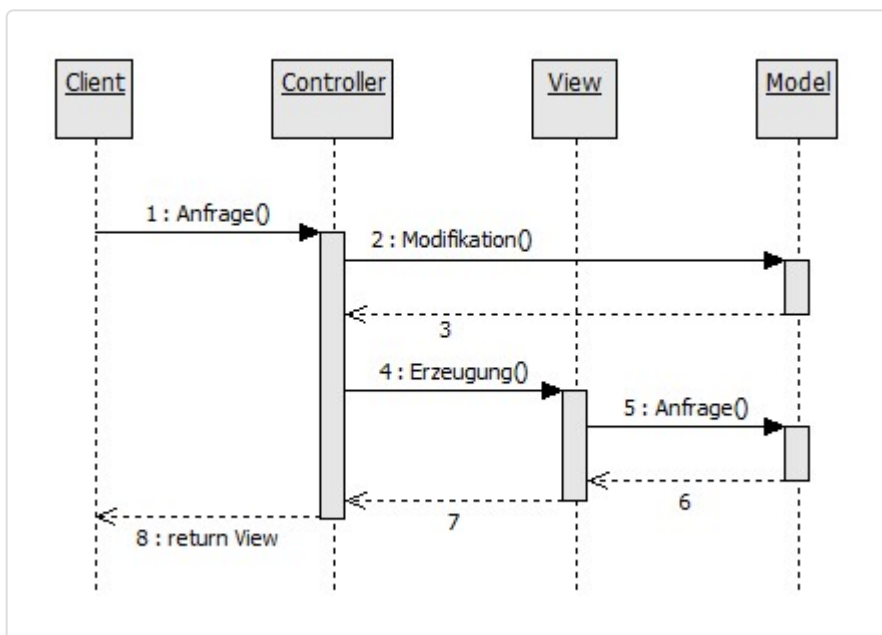 Client
Controller
View
Model
1 : Anfrage()
2 : Modifikation()
3
4 : Erzeugung()
5 : Anfrage()
6
7
8 : return View